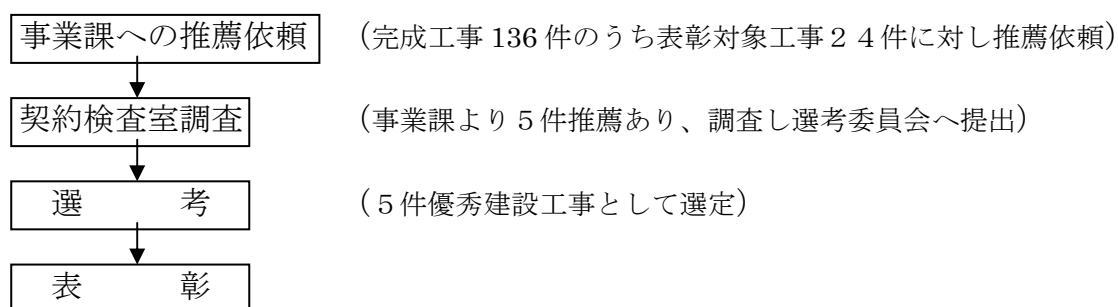 事業課への推薦依頼 (完成工事 136 件のうち表彰対象工事２４件に対し推薦依頼)
契約検査室調査 (事業課より５件推薦あり、調査し選考委員会へ提出)
選　　考 (５件優秀建設工事として選定)
表　　彰